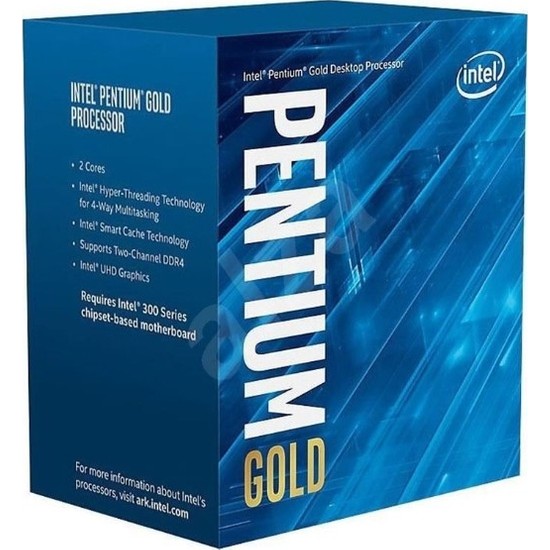 INTEL® PENTIUM® GOLD
PROCESSOR
• 2 Cores
• Intel® Hyper-Threading Technology
for 4-Way Multitasking
• Intel® Smart Cache Technology
• Supports Two-Channel DDR4
• Intel® UHD Graphics
Requires Intel® 300 Series
chipset-based motherboard
For more information about Intel's
processors, visit ark.intel.com
Intel® Pentium® Gold Desktop Processor
intel®
PENTIUM®
GOLD
alza